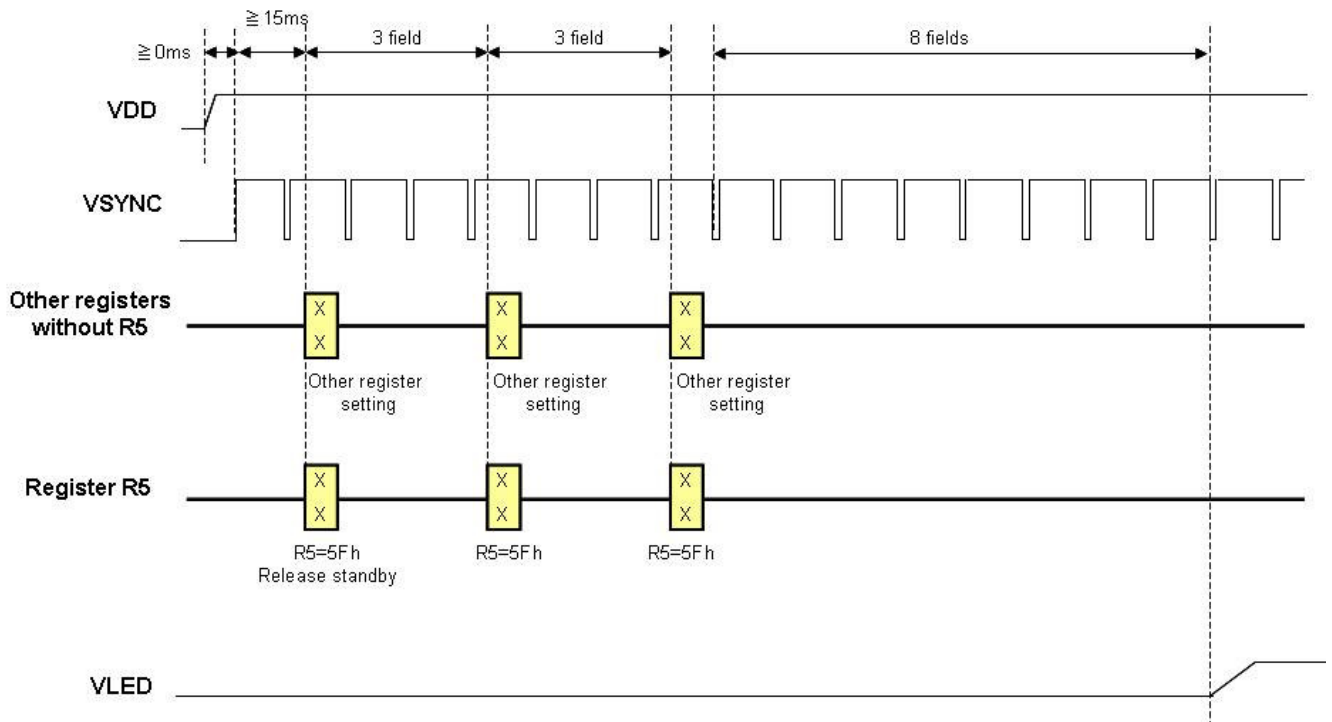 ≧15ms
≧0ms
3 field
3 field
8 fields
VDD
VSYNC
Other registers
without R5
X
X
X
X
X
X
Other register
setting
Other register
setting
Other register
setting
Register R5
X
X
X
X
X
X
R5=5Fh
Release standby
R5=5Fh
R5=5Fh
VLED